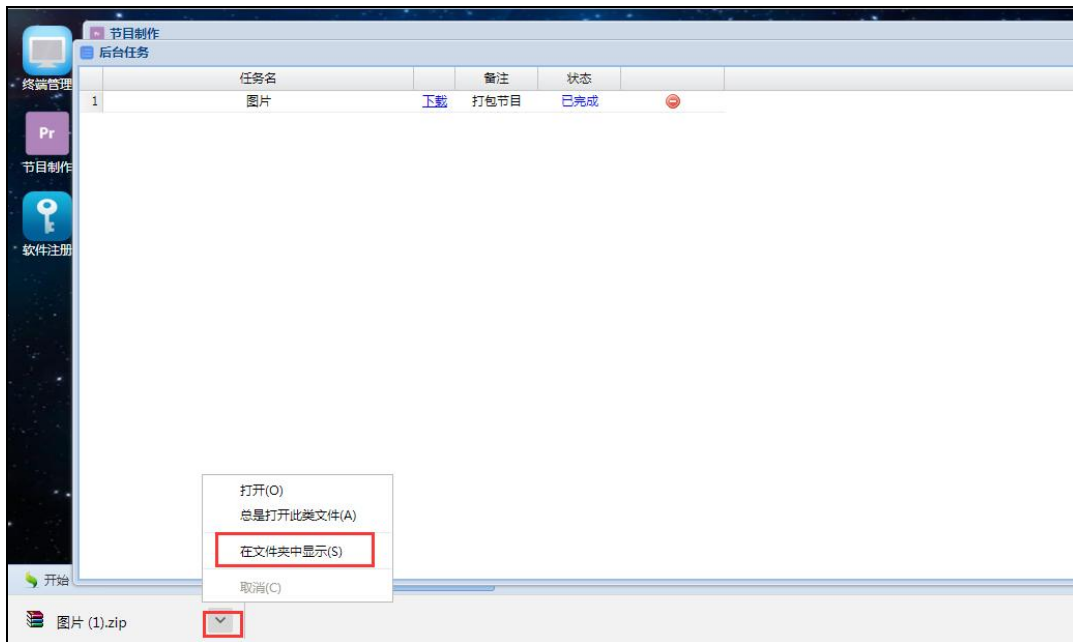 节目制作
后台任务
终端管理
任务名 备注 状态
1 图片 下载 打包节目 已完成
Pr
节目制作
软件注册
打开(O)
总是打开此类文件(A)
在文件夹中显示(S)
取消(C)
开始
图片 (1).zip